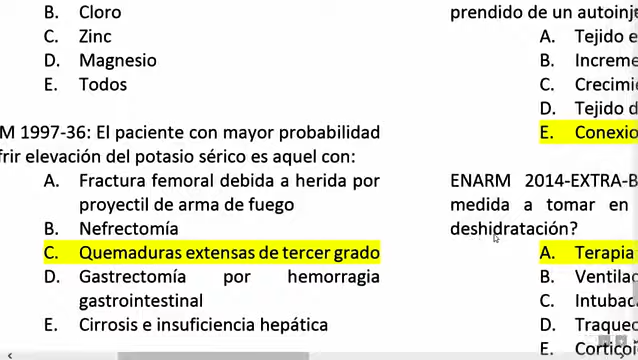 B. Cloro
C. Zinc
D. Magnesio
E. Todos
M 1997-36: El paciente con mayor probabilidad
frir elevación del potasio sérico es aquel con:
A. Fractura femoral debida a herida por
proyectil de arma de fuego
B. Nefrectomía
C. Quemaduras extensas de tercer grado
D. Gastrectomía por hemorragia
gastrointestinal
E. Cirrosis e insuficiencia hepática
prendido de un autoinje
A. Tejido e
B. Increme
C. Crecimie
D. Tejido d
E. Conexio
ENARM 2014-EXTRA-B
medida a tomar en
deshidratación?
A. Terapia
B. Ventilac
C. Intubac
D. Traqueo
E. Corticoi